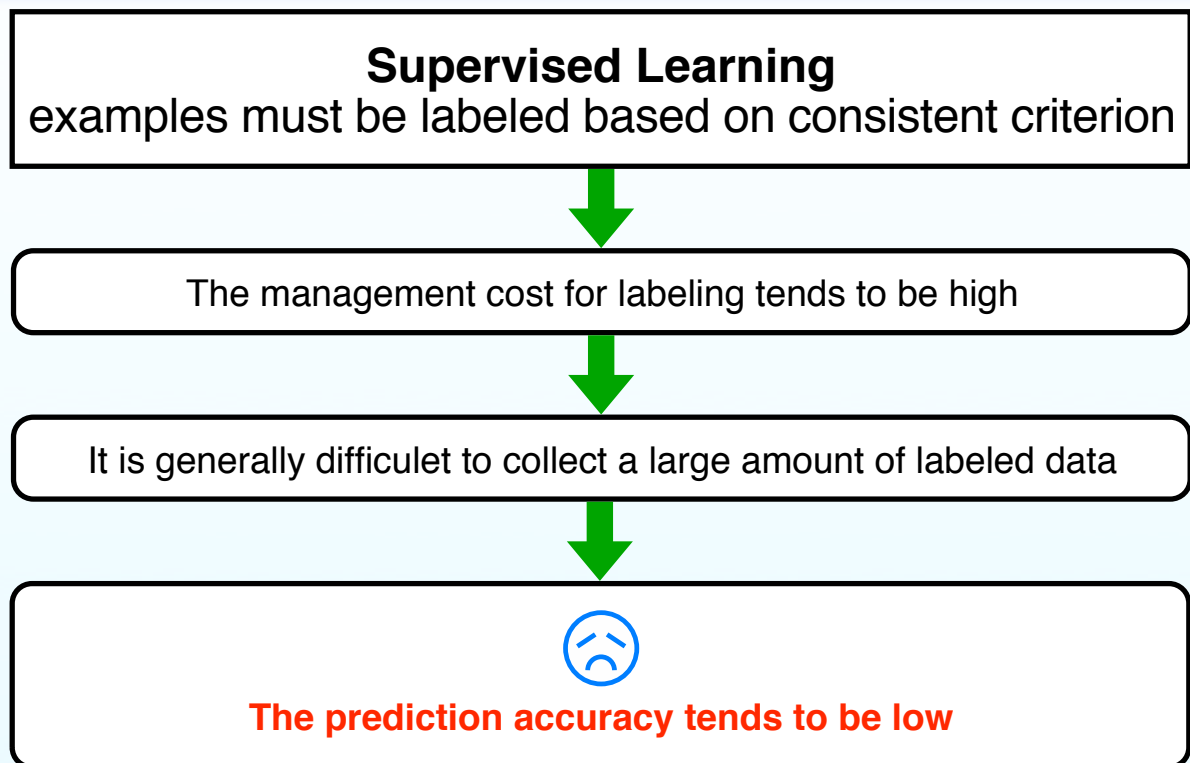 Supervised Learning
examples must be labeled based on consistent criterion
The management cost for labeling tends to be high
It is generally difficulet to collect a large amount of labeled data
The prediction accuracy tends to be low